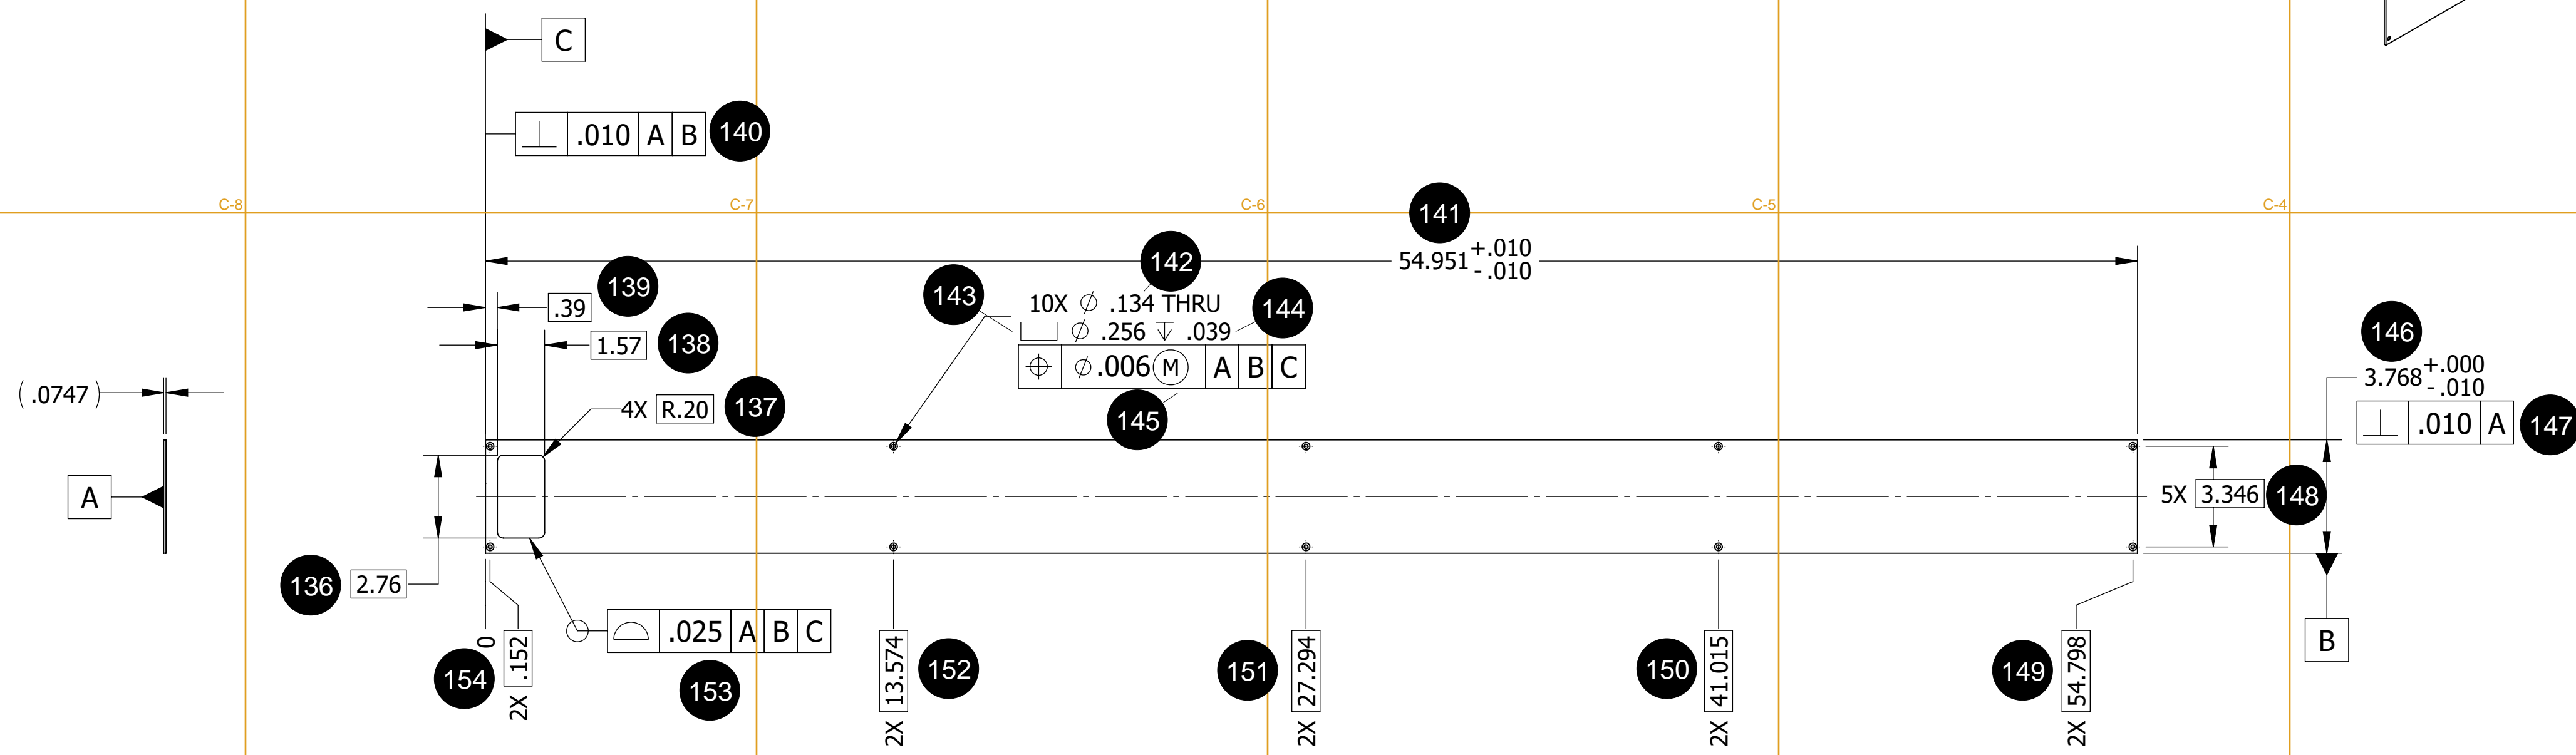 C
⊥ .010 A B 140
C-8 C-7 C-6 C-5 C-4
141
54.951 +.010 -.010
139 .39
138 1.57
142
143
144
10X ⌀ .134 THRU
⌴ ⌀ .256 ↧ .039
⌖ ⌀.006 Ⓜ A B C
145
146
3.768 +.000 -.010
⊥ .010 A 147
(.0747)
4X R.20 137
A
5X 3.346 148
136 2.76
⌓ .025 A B C
153
B
154
0
2X .152
2X 13.574 152
151 2X 27.294
150 2X 41.015
149 2X 54.798